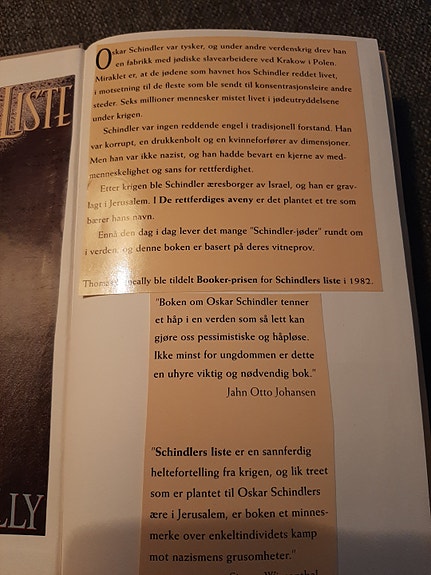 LISTE
LLY
Oskar Schindler var tysker, og under andre verdenskrig drev han
en fabrikk med jødiske slavearbeidere ved Krakow i Polen.
Miraklet er, at de jødene som havnet hos Schindler reddet livet,
i motsetning til de fleste som ble sendt til konsentrasjonsleire andre
steder. Seks millioner mennesker mistet livet i jødeutryddelsene
under krigen.
Schindler var ingen reddende engel i tradisjonell forstand. Han
var korrupt, en drukkenbolt og en kvinneforfører av dimensjoner.
Men han var ikke nazist, og han hadde bevart en kjerne av med-
menneskelighet og sans for rettferdighet.
Etter krigen ble Schindler æresborger av Israel, og han er grav-
lagt i Jerusalem. I De rettferdiges aveny er det plantet et tre som
bærer hans navn.
Ennå den dag i dag lever det mange "Schindler-jøder" rundt om
i verden, og denne boken er basert på deres vitneprov.
Thomas Keneally ble tildelt Booker-prisen for Schindlers liste i 1982.
"Boken om Oskar Schindler tenner
et håp i en verden som så lett kan
gjøre oss pessimistiske og håpløse.
Ikke minst for ungdommen er dette
en uhyre viktig og nødvendig bok."
Jahn Otto Johansen
"Schindlers liste er en sannferdig
heltefortelling fra krigen, og lik treet
som er plantet til Oskar Schindlers
ære i Jerusalem, er boken et minnes-
merke over enkeltindividets kamp
mot nazismens grusomheter."